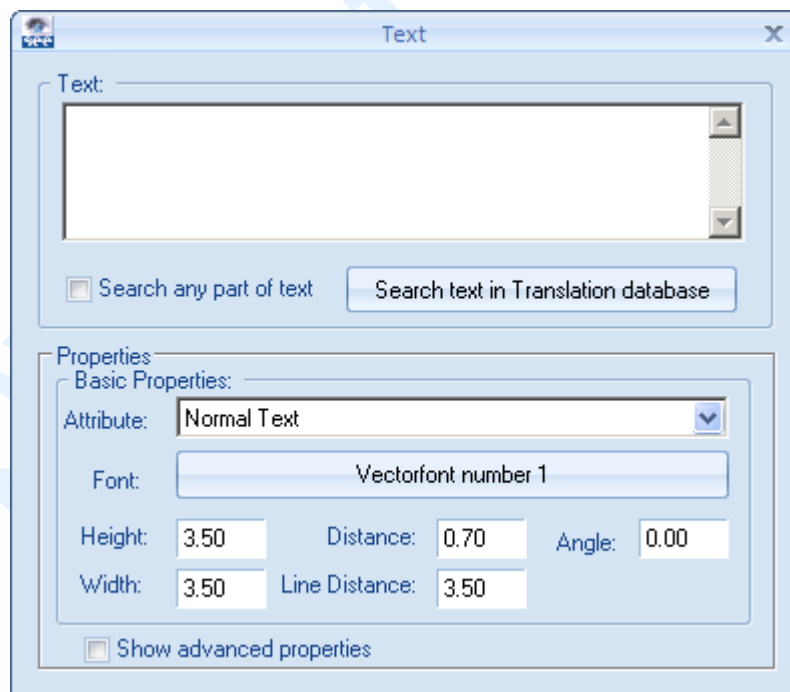 see
Text
Text:
Search any part of text Search text in Translation database
Properties
Basic Properties:
Attribute: Normal Text
Font: Vectorfont number 1
Height: 3.50 Distance: 0.70 Angle: 0.00
Width: 3.50 Line Distance: 3.50
Show advanced properties